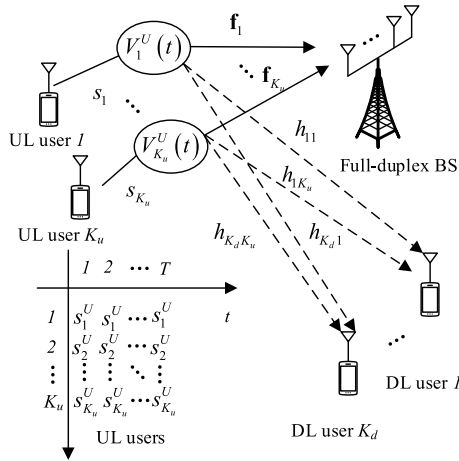 V_1^U (t)
f_1
f_{K_u}
s_1
UL user 1
V_{K_u}^U (t)
s_{K_u}
UL user K_u
h_{11}
h_{1K_u}
h_{K_d K_u}
h_{K_d 1}
Full-duplex BS
1 2 ··· T
t
1 s_1^U s_1^U ··· s_1^U
2 s_2^U s_2^U ··· s_2^U
K_u s_{K_u}^U s_{K_u}^U ··· s_{K_u}^U
UL users
DL user 1
DL user K_d